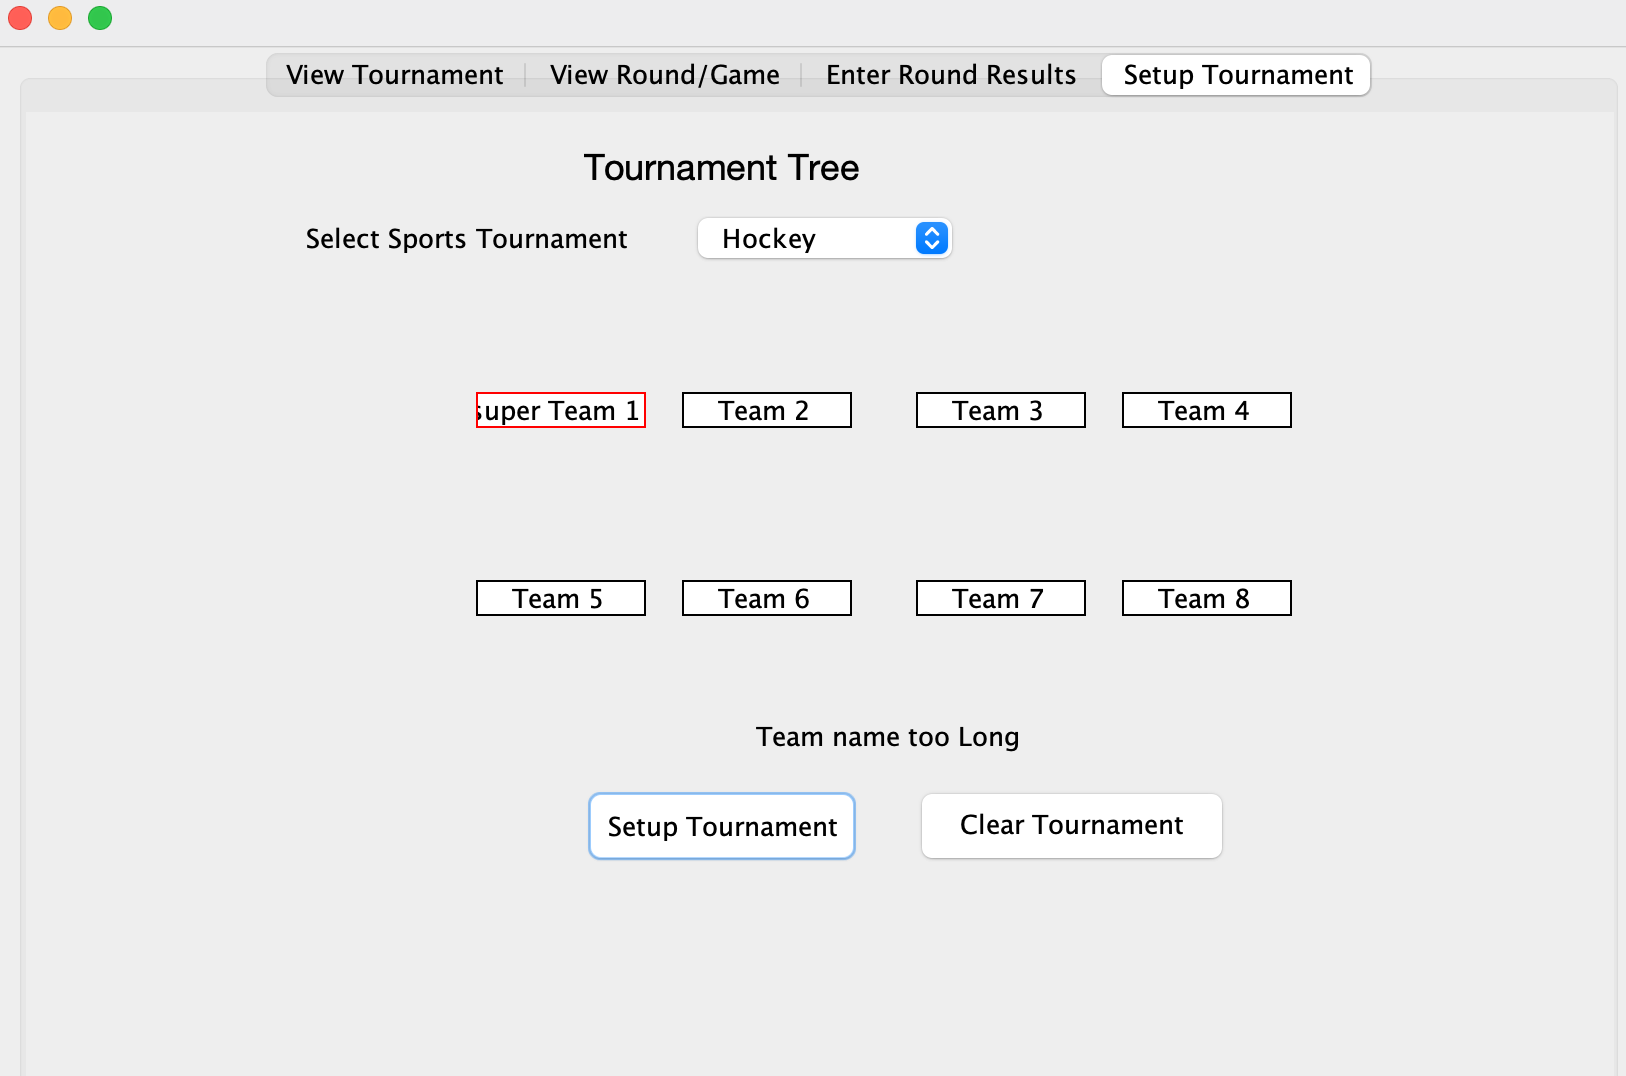 View Tournament
View Round/Game
Enter Round Results
Setup Tournament
Tournament Tree
Select Sports Tournament
Hockey
super Team 1
Team 2
Team 3
Team 4
Team 5
Team 6
Team 7
Team 8
Team name too Long
Setup Tournament
Clear Tournament